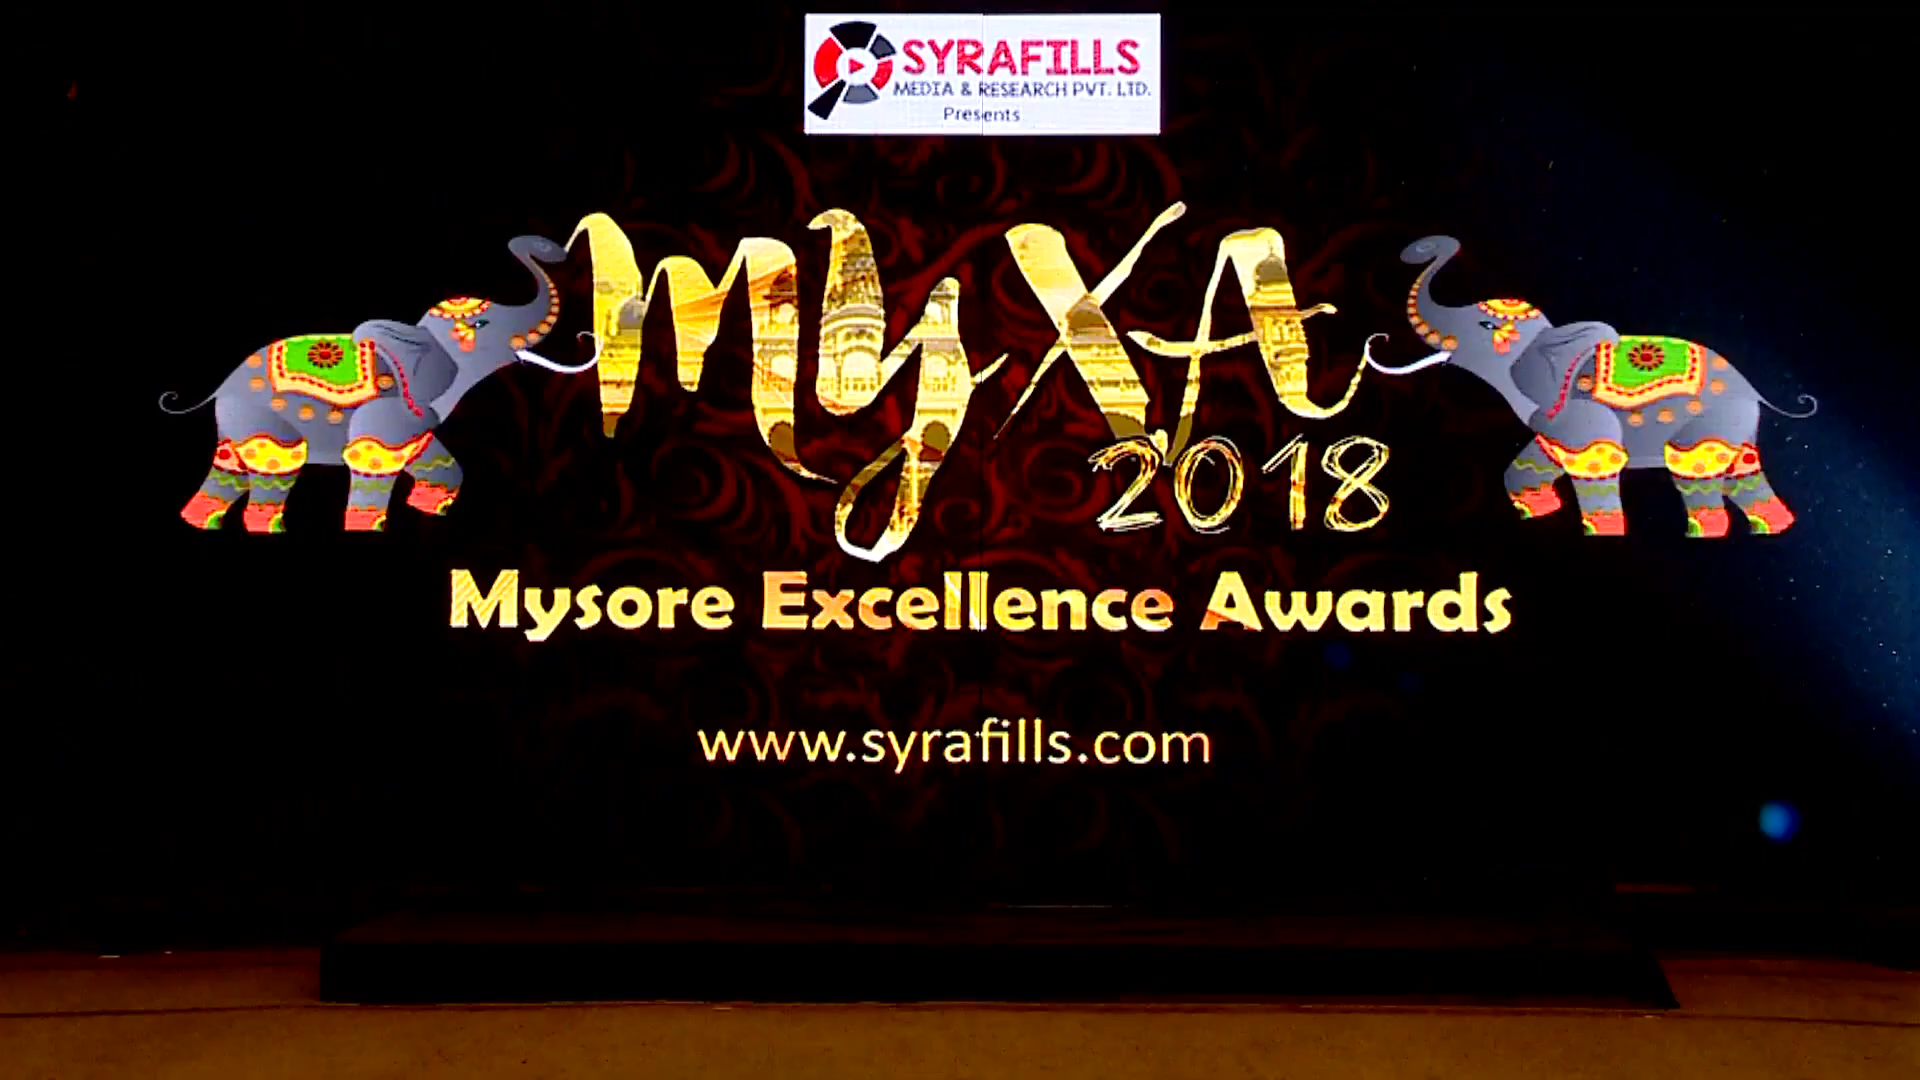 SYRAFILLS
MEDIA & RESEARCH PVT. LTD.
Presents
MYXA
2018
Mysore Excellence Awards
www.syrafills.com